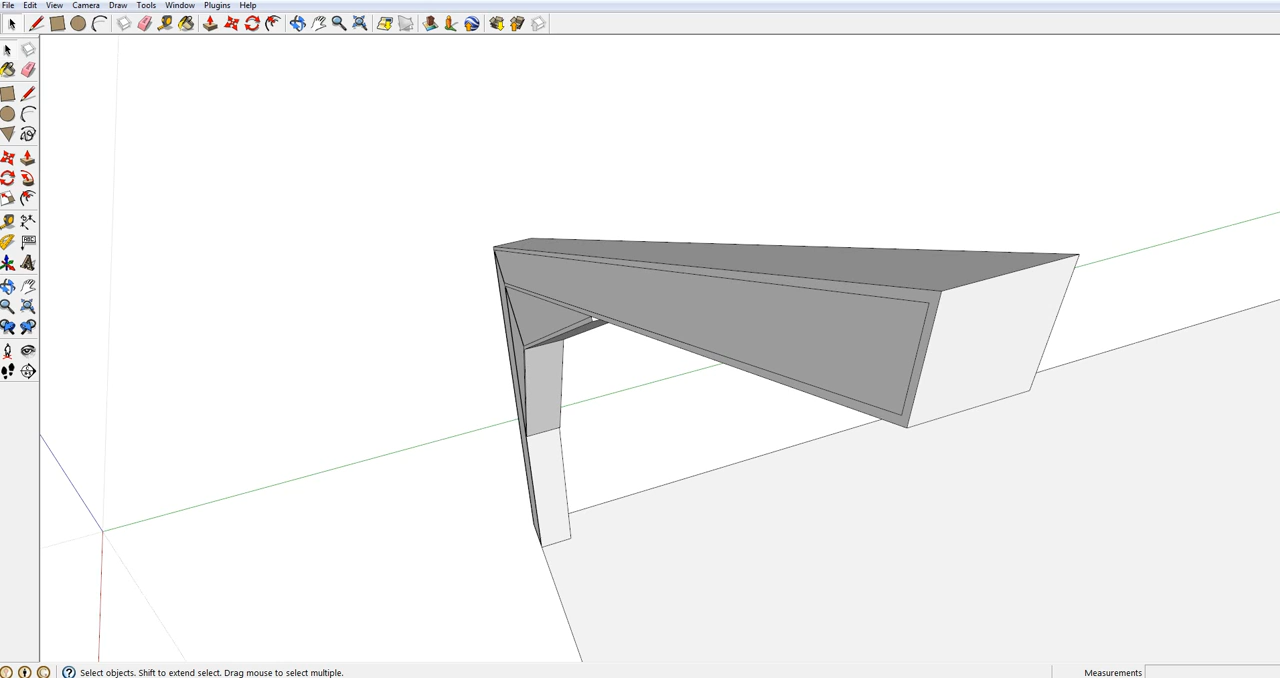 File Edit View Camera Draw Tools Window Plugins Help
ABC
Select objects. Shift to extend select. Drag mouse to select multiple.
Measurements